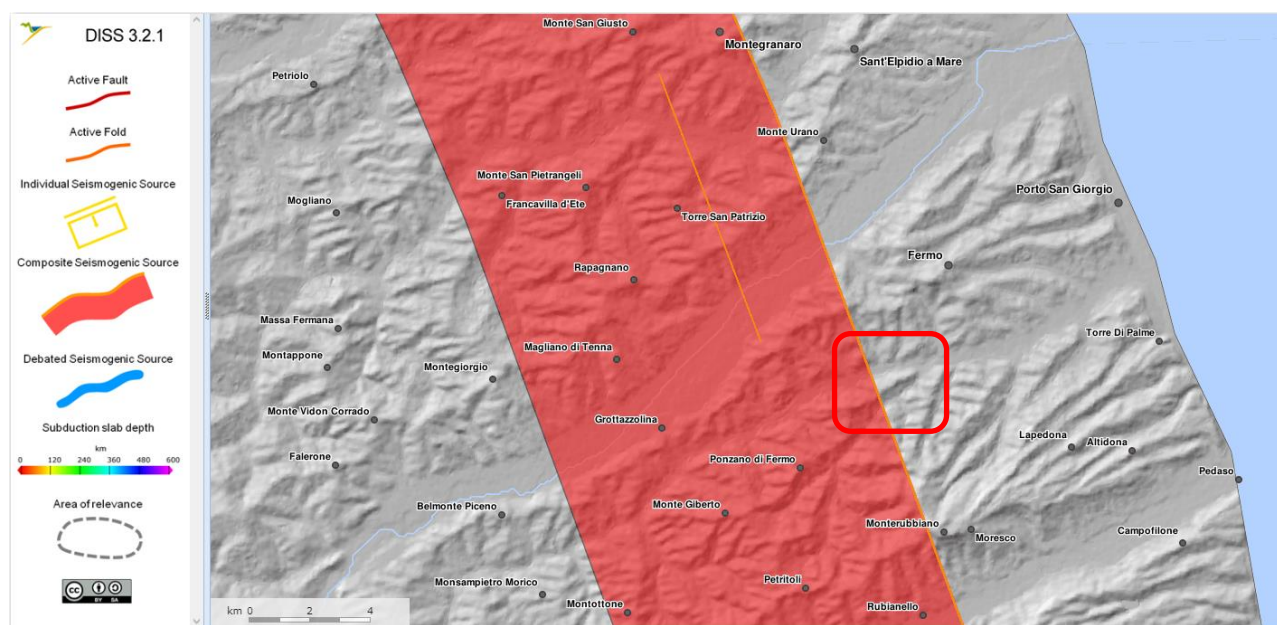 DISS 3.2.1
Active Fault
Active Fold
Individual Seismogenic Source
Composite Seismogenic Source
Debated Seismogenic Source
Subduction slab depth
km
0 120 240 360 480 600
Area of relevance
cc BY SA
Monte San Giusto
Montegranaro
Sant'Elpidio a Mare
Petriolo
Monte Urano
Monte San Pietrangeli
Francavilla d'Ete
Mogliano
Torre San Patrizio
Porto San Giorgio
Fermo
Rapagnano
Massa Fermana
Magliano di Tenna
Torre Di Palme
Montappone
Montegiorgio
Monte Vidon Corrado
Grottazzolina
Lapedona
Altidona
Falerone
Ponzano di Fermo
Pedaso
Belmonte Piceno
Monte Giberto
Monterubbiano
Moresco
Campofilone
Monsampietro Morico
Petritoli
Montottone
Rubianello
km 0 2 4